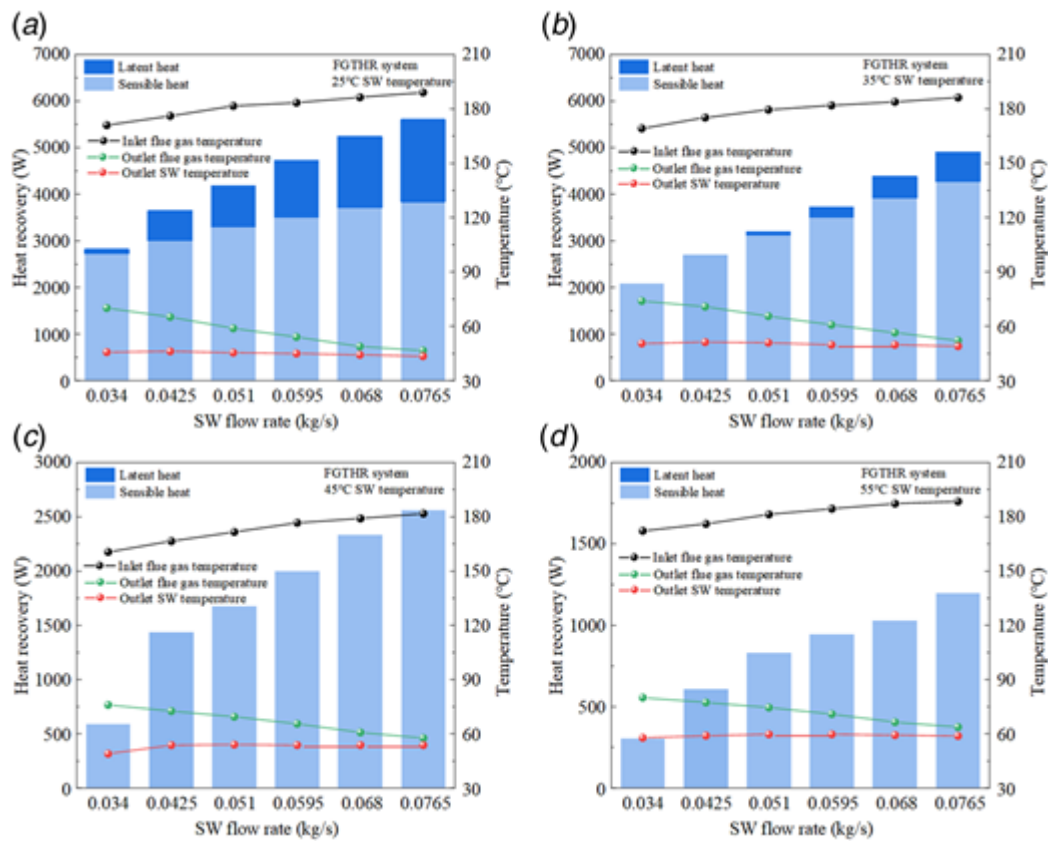 (a)
7000
6000
5000
4000
3000
2000
1000
0
Heat recovery (W)
Latent heat
Sensible heat
FGTHR system
25°C SW temperature
Inlet flue gas temperature
Outlet flue gas temperature
Outlet SW temperature
210
180
150
120
90
60
30
Temperature (°C)
0.034 0.0425 0.051 0.0595 0.068 0.0765
SW flow rate (kg/s)
(b)
7000
6000
5000
4000
3000
2000
1000
0
Heat recovery (W)
Latent heat
Sensible heat
FGTHR system
35°C SW temperature
Inlet flue gas temperature
Outlet flue gas temperature
Outlet SW temperature
210
180
150
120
90
60
30
Temperature (°C)
0.034 0.0425 0.051 0.0595 0.068 0.0765
SW flow rate (kg/s)
(c)
3000
2500
2000
1500
1000
500
0
Heat recovery (W)
Latent heat
Sensible heat
FGTHR system
45°C SW temperature
Inlet flue gas temperature
Outlet flue gas temperature
Outlet SW temperature
210
180
150
120
90
60
30
Temperature (°C)
0.034 0.0425 0.051 0.0595 0.068 0.0765
SW flow rate (kg/s)
(d)
2000
1500
1000
500
0
Heat recovery (W)
Latent heat
Sensible heat
FGTHR system
55°C SW temperature
Inlet flue gas temperature
Outlet flue gas temperature
Outlet SW temperature
210
180
150
120
90
60
30
Temperature (°C)
0.034 0.0425 0.051 0.0595 0.068 0.0765
SW flow rate (kg/s)